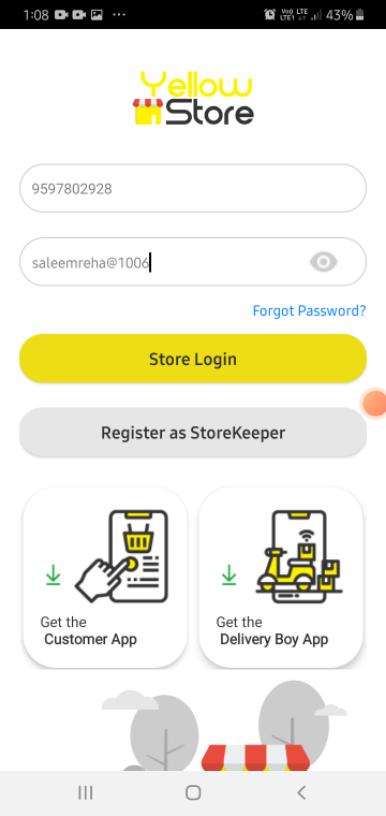 1:08 ... Vo)) LTE 43%
LTE1
Yellow
Store
9597802928
saleemreha@1006
Forgot Password?
Store Login
Register as StoreKeeper
Get the
Customer App
Get the
Delivery Boy App